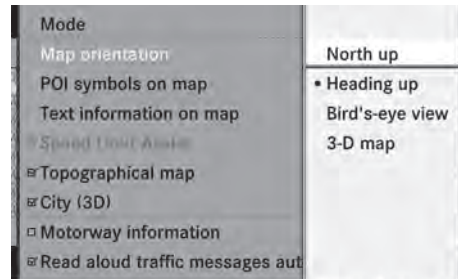 Mode
Map orientation
POI symbols on map
Text information on map
Speed Limit Assist
Topographical map
City (3D)
Motorway information
Read aloud traffic messages aut
North up
Heading up
Bird's-eye view
3-D map